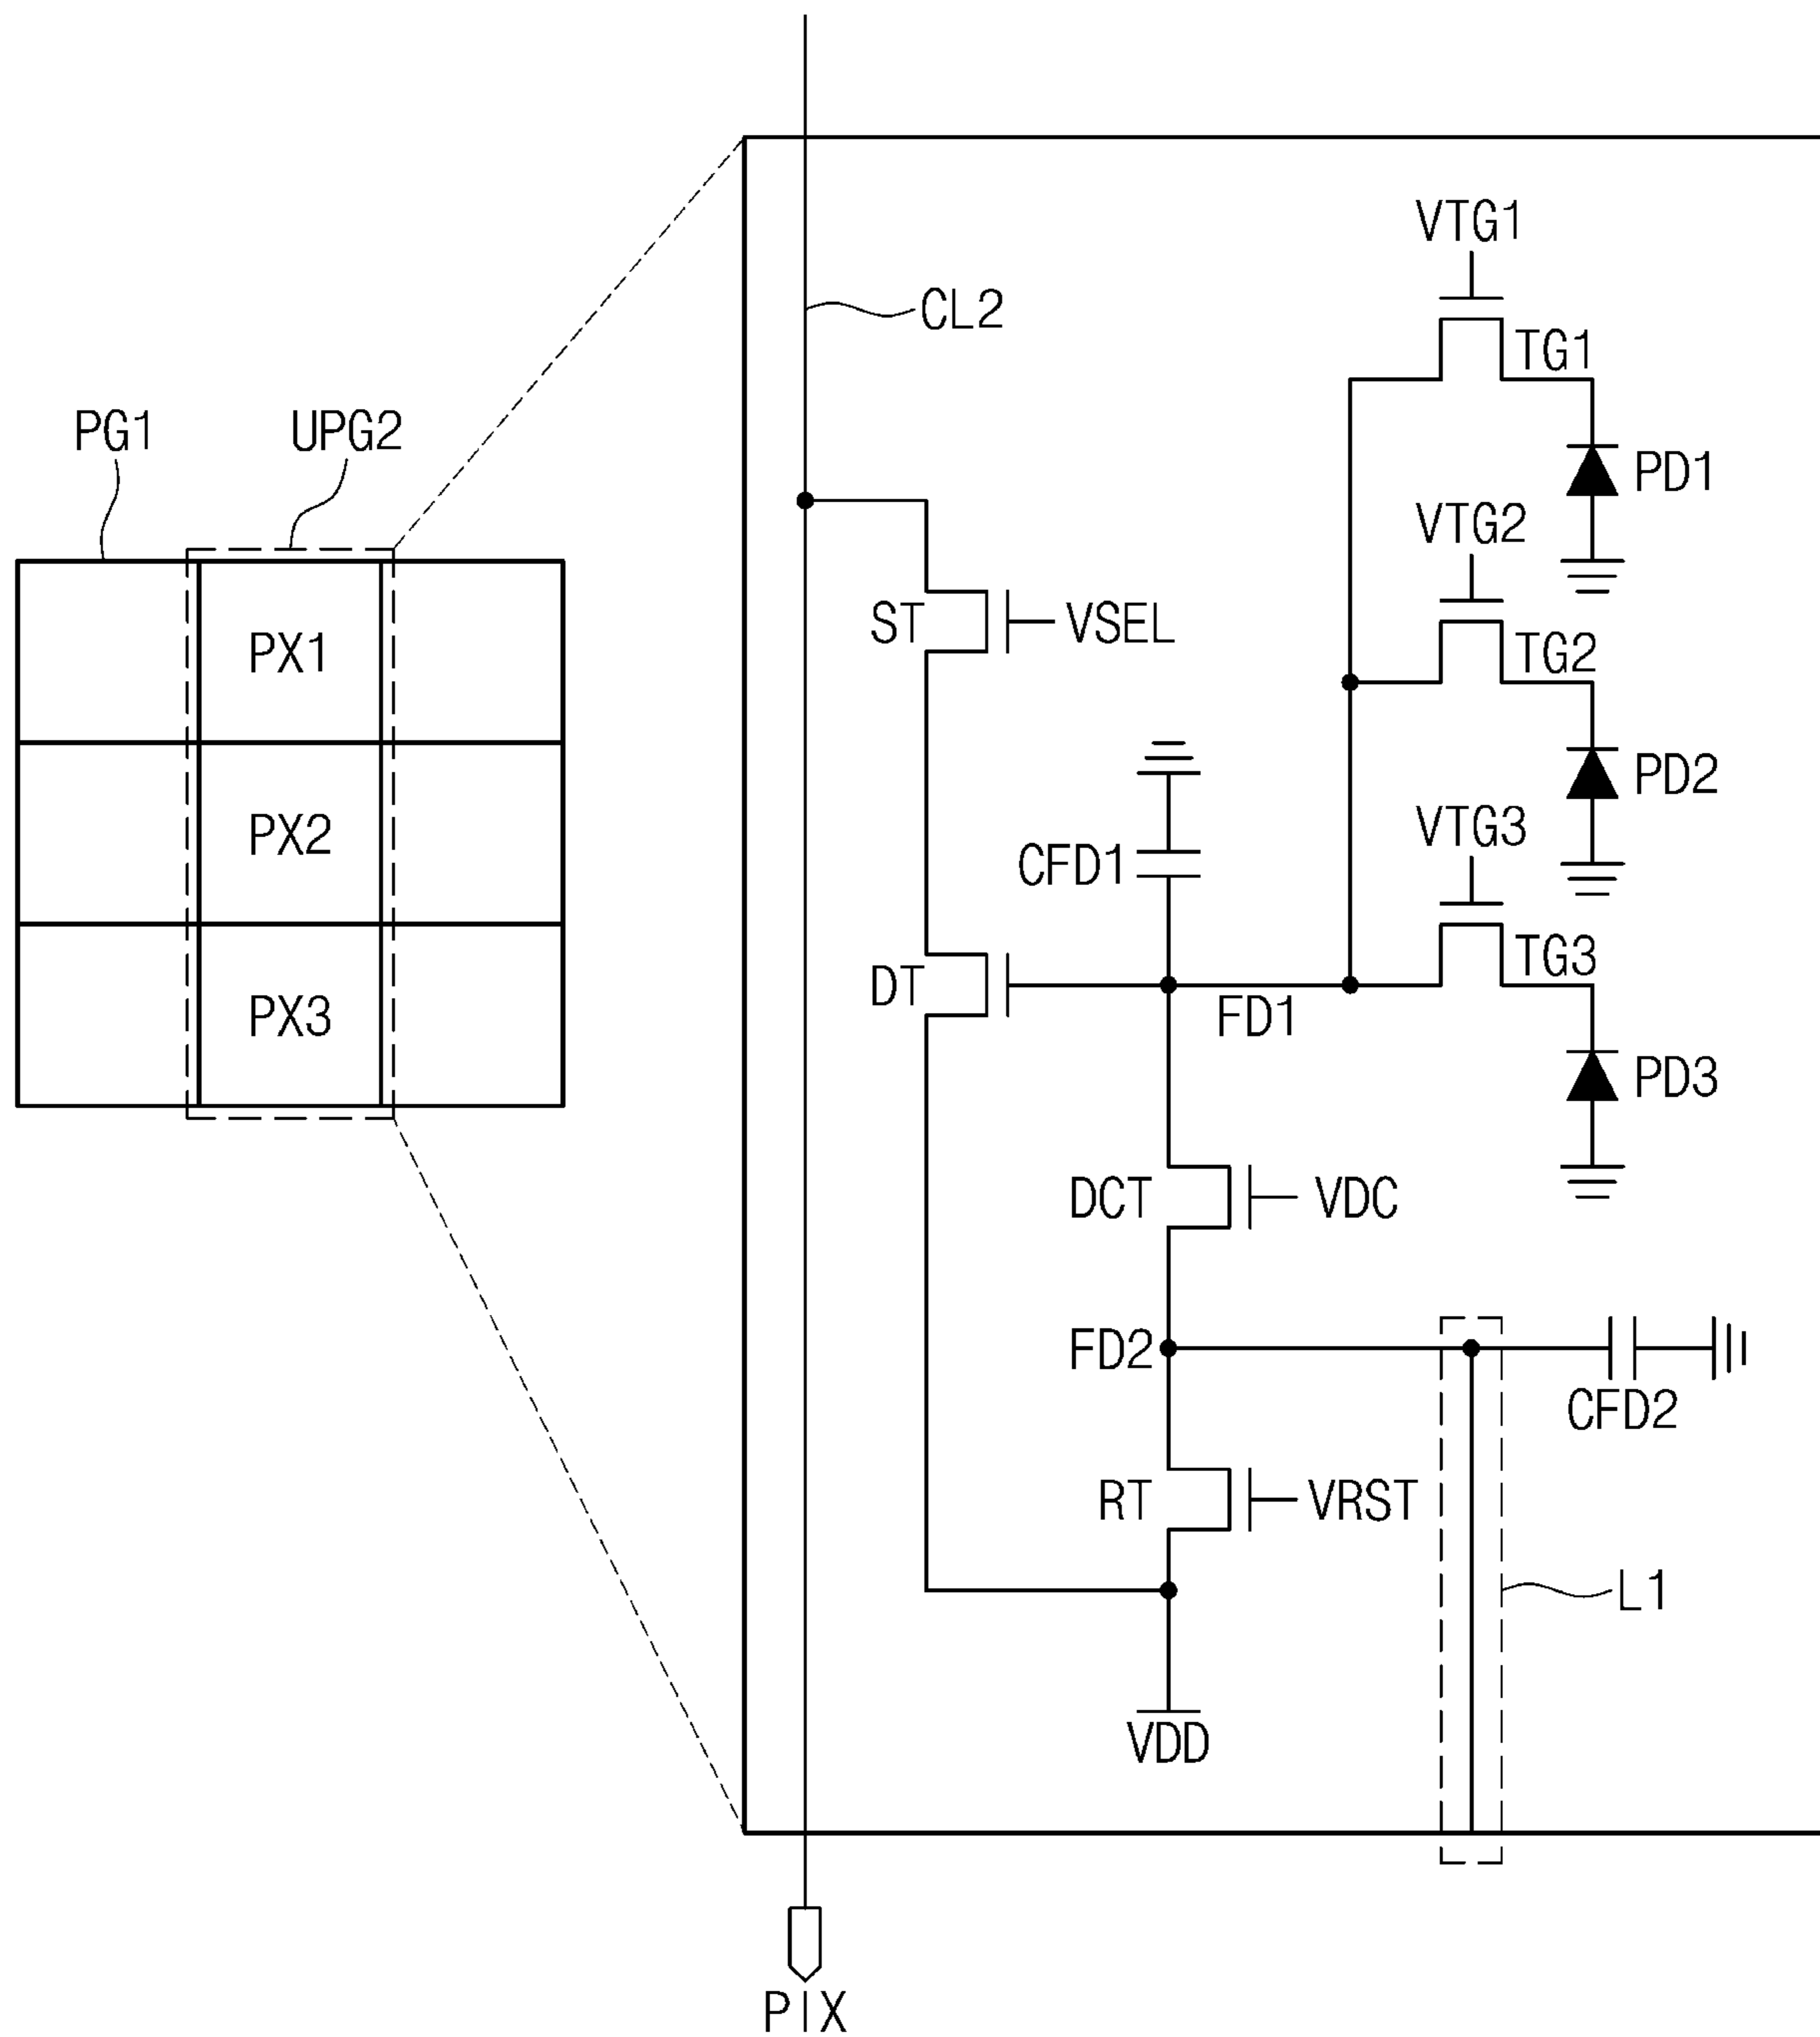 VTG1
CL2
TG1
PG1
UPG2
PD1
VTG2
ST
VSEL
TG2
PX1
PD2
VTG3
PX2
CFD1
TG3
DT
FD1
PX3
PD3
DCT
VDC
FD2
CFD2
RT
VRST
L1
VDD
PIX